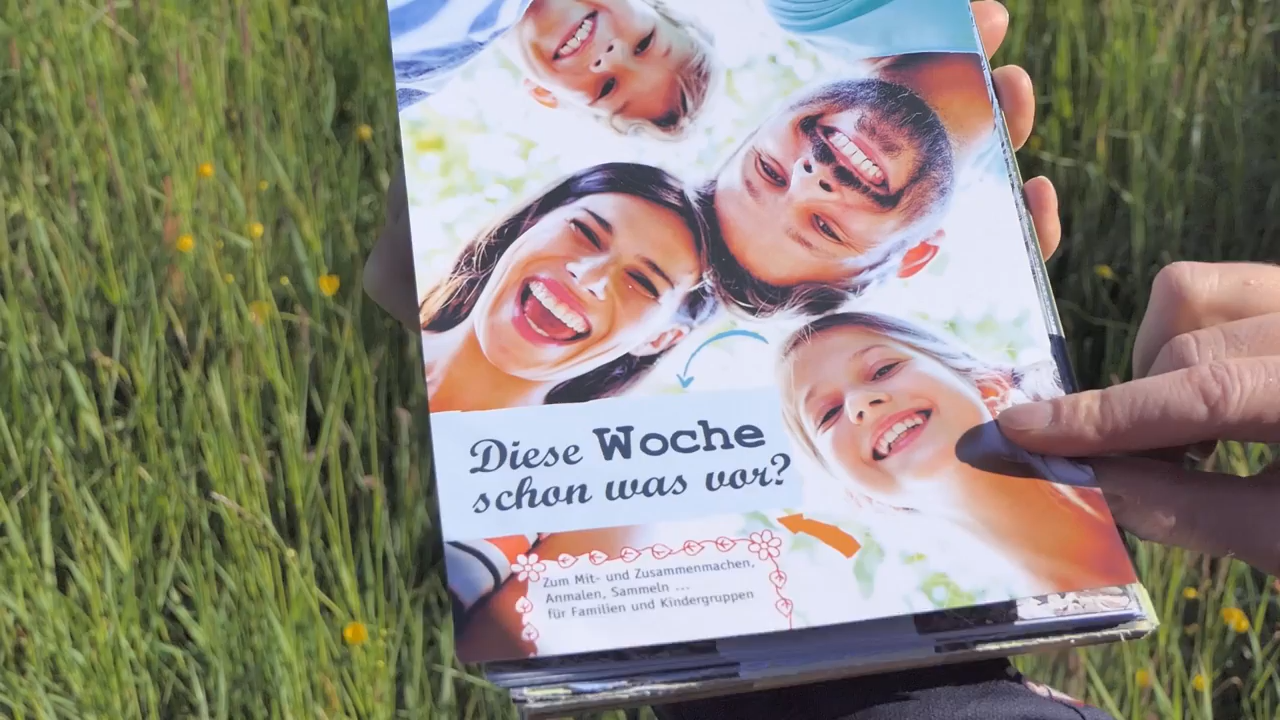 Diese Woche
schon was vor?
Zum Mit- und Zusammenmachen,
Anmalen, Sammeln ...
für Familien und Kindergruppen